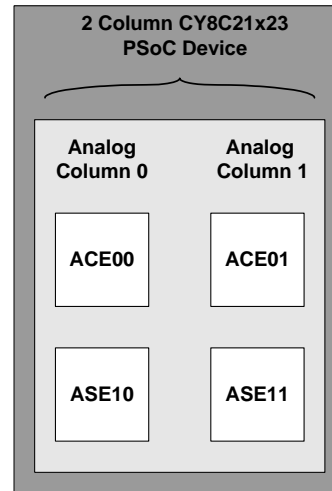 2 Column CY8C21x23
PSoC Device
Analog
Column 0
Analog
Column 1
ACE00
ACE01
ASE10
ASE11